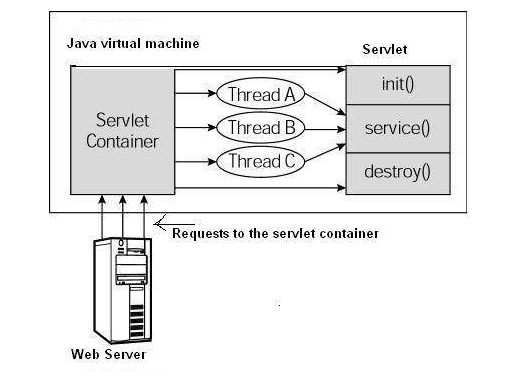 Java virtual machine
Servlet
Servlet
Container
Thread A
Thread B
Thread C
init()
service()
destroy()
Requests to the servlet container
Web Server